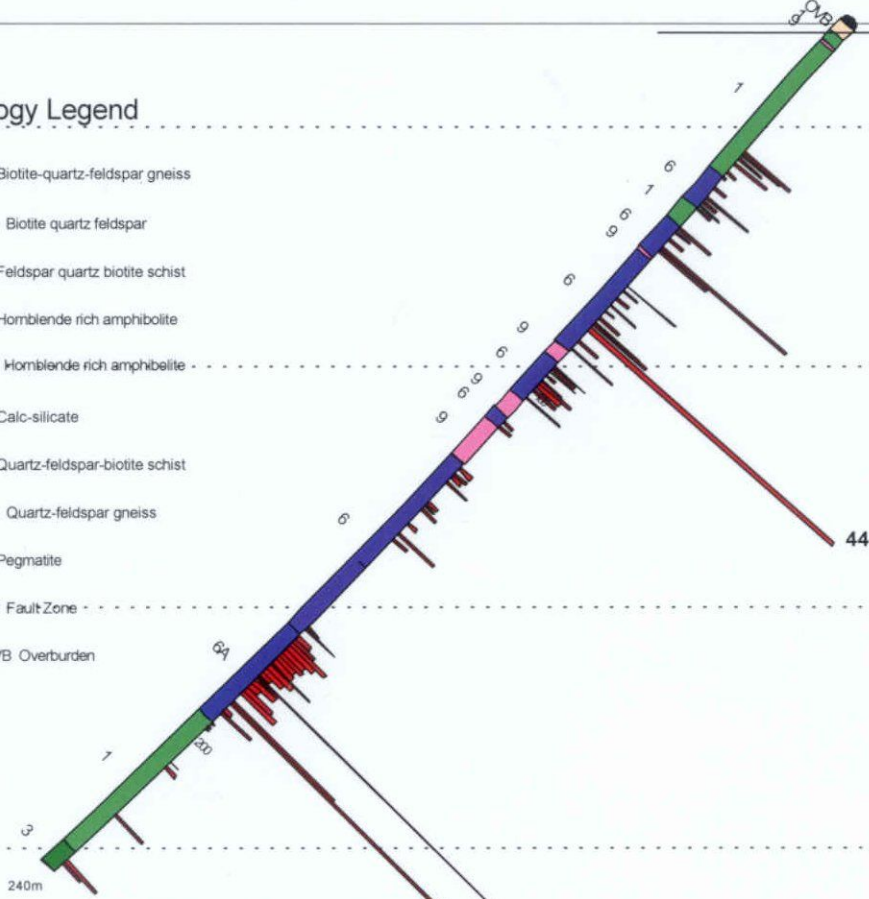 OVB
9
1
ogy Legend
Biotite-quartz-feldspar gneiss
6
1
Biotite quartz feldspar
6
9
Feldspar quartz biotite schist
6
Hornblende rich amphibolite
9
6
Hornblende rich amphibolite
9
6
9
Calc-silicate
Quartz-feldspar-biotite schist
Quartz-feldspar gneiss
6
44
Pegmatite
Fault Zone
6A
VB Overburden
200
1
3
240m